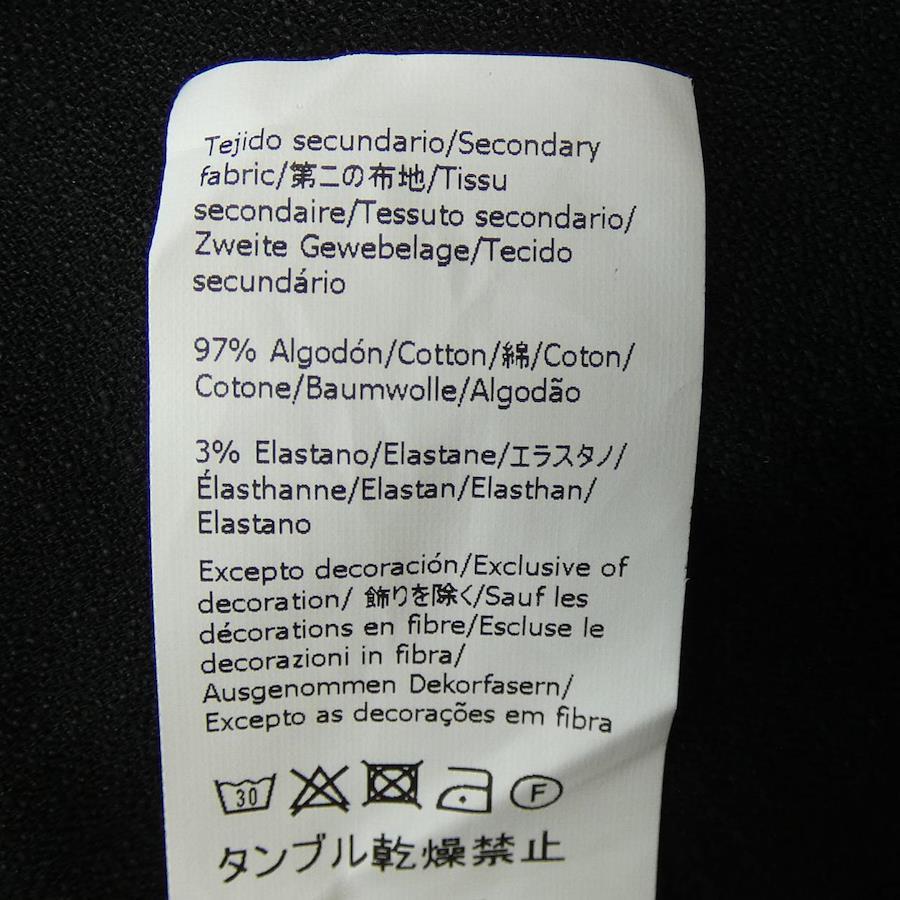 Tejido secundario/Secondary
fabric/第二の布地/Tissu
secondaire/Tessuto secondario/
Zweite Gewebelage/Tecido
secundário
97% Algodón/Cotton/綿/Coton/
Cotone/Baumwolle/Algodão
3% Elastano/Elastane/エラスタノ/
Élasthanne/Elastan/Elasthan/
Elastano
Excepto decoración/Exclusive of
decoration/ 飾りを除く/Sauf les
décorations en fibre/Escluse le
decorazioni in fibra/
Ausgenommen Dekorfasern/
Excepto as decorações em fibra
30 F
タンブル乾燥禁止